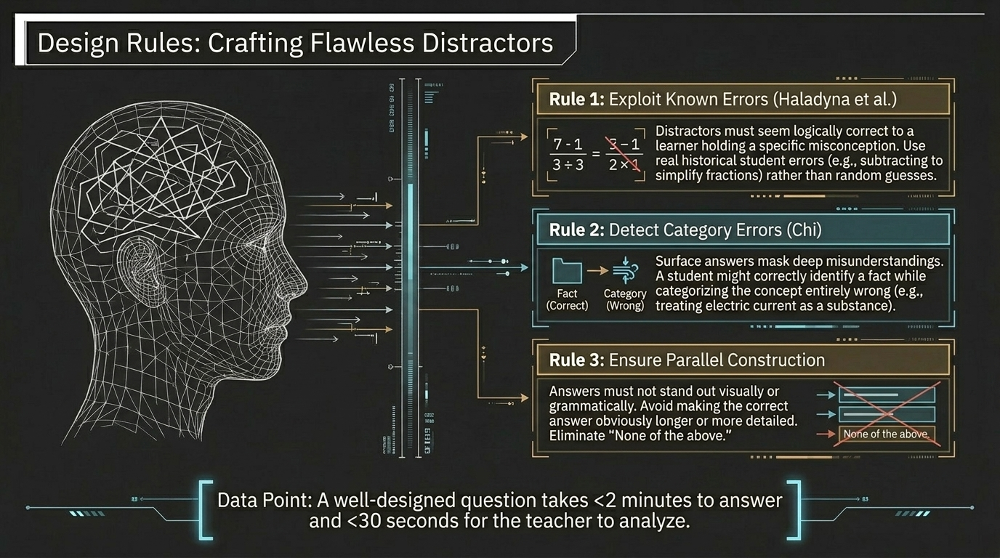 Design Rules: Crafting Flawless Distractors
Rule 1: Exploit Known Errors (Haladyna et al.)
7 - 1
3 ÷ 3
=
3 – 1
2 × 1
Distractors must seem logically correct to a
learner holding a specific misconception. Use
real historical student errors (e.g., subtracting to
simplify fractions) rather than random guesses.
Rule 2: Detect Category Errors (Chi)
Fact
(Correct)
Category
(Wrong)
Surface answers mask deep misunderstandings.
A student might correctly identify a fact while
categorizing the concept entirely wrong (e.g.,
treating electric current as a substance).
Rule 3: Ensure Parallel Construction
Answers must not stand out visually or
grammatically. Avoid making the correct
answer obviously longer or more detailed.
Eliminate “None of the above.”
None of the above.
Data Point: A well-designed question takes <2 minutes to answer
and <30 seconds for the teacher to analyze.